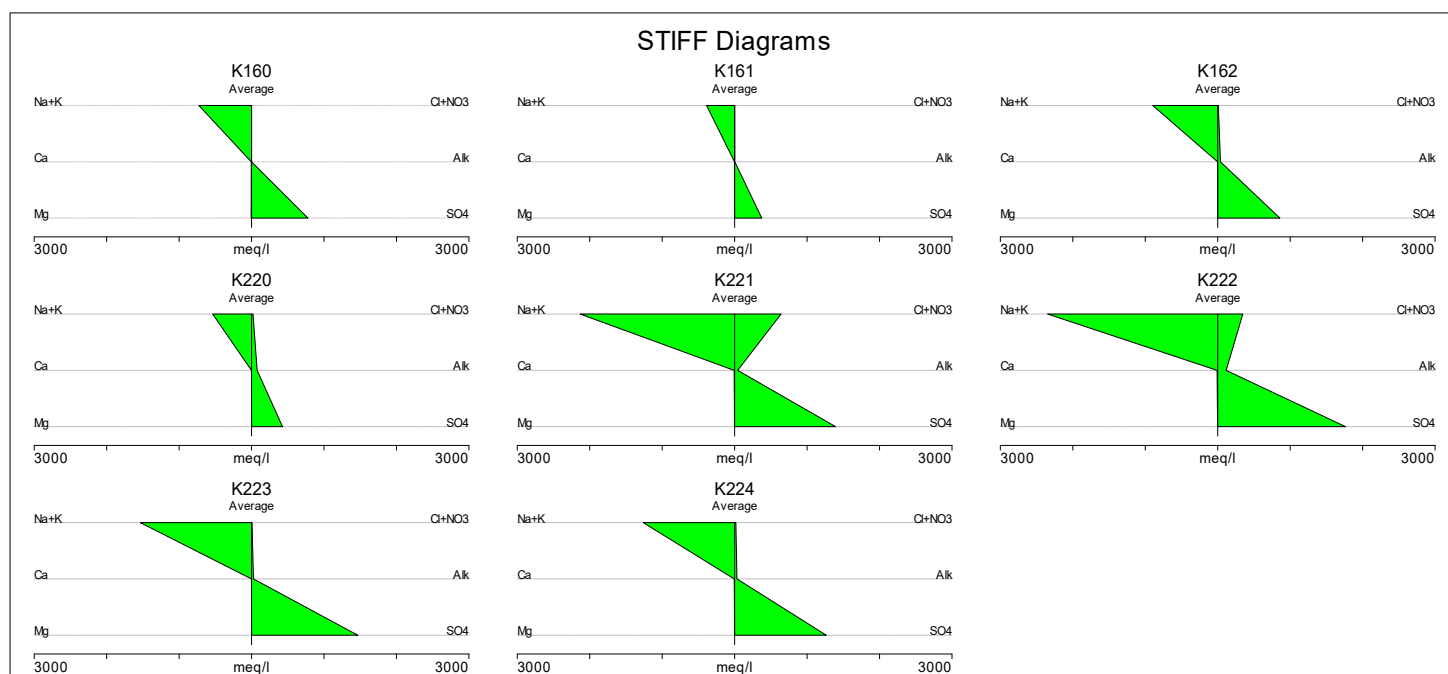 STIFF Diagrams
K160
Average
Na+K Cl+NO3
Ca Alk
Mg SO4
3000 meq/l 3000
K161
Average
Na+K Cl+NO3
Ca Alk
Mg SO4
3000 meq/l 3000
K162
Average
Na+K Cl+NO3
Ca Alk
Mg SO4
3000 meq/l 3000
K220
Average
Na+K Cl+NO3
Ca Alk
Mg SO4
3000 meq/l 3000
K221
Average
Na+K Cl+NO3
Ca Alk
Mg SO4
3000 meq/l 3000
K222
Average
Na+K Cl+NO3
Ca Alk
Mg SO4
3000 meq/l 3000
K223
Average
Na+K Cl+NO3
Ca Alk
Mg SO4
3000 meq/l 3000
K224
Average
Na+K Cl+NO3
Ca Alk
Mg SO4
3000 meq/l 3000